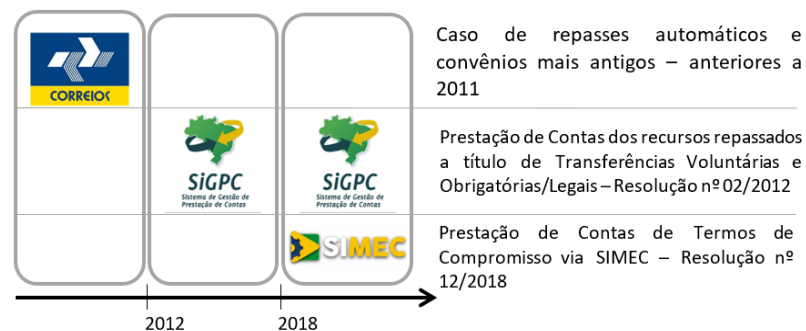 CORREIOS
Caso de repasses automáticos e
convênios mais antigos – anteriores a
2011
SiGPC
Sistema de Gestão de
Prestação de Contas
SiGPC
Sistema de Gestão de
Prestação de Contas
Prestação de Contas dos recursos repassados
a título de Transferências Voluntárias e
Obrigatórias/Legais – Resolução nº 02/2012
SIMEC
Prestação de Contas de Termos de
Compromisso via SIMEC – Resolução nº
12/2018
2012
2018